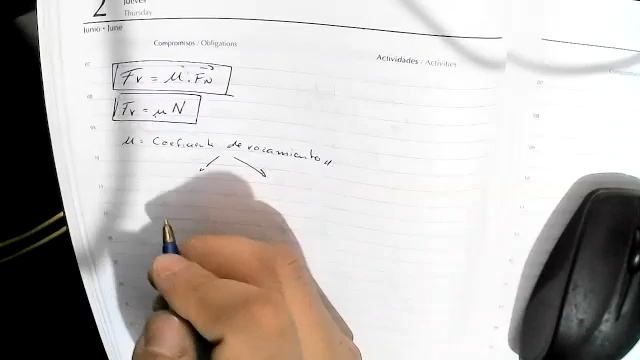 2 Jueves
Thursday
Junio • June
Compromisos / Obligations
Actividades / Activities
Fr = μ . FN
Fr = μ N
μ = Coeficiente de rozamiento